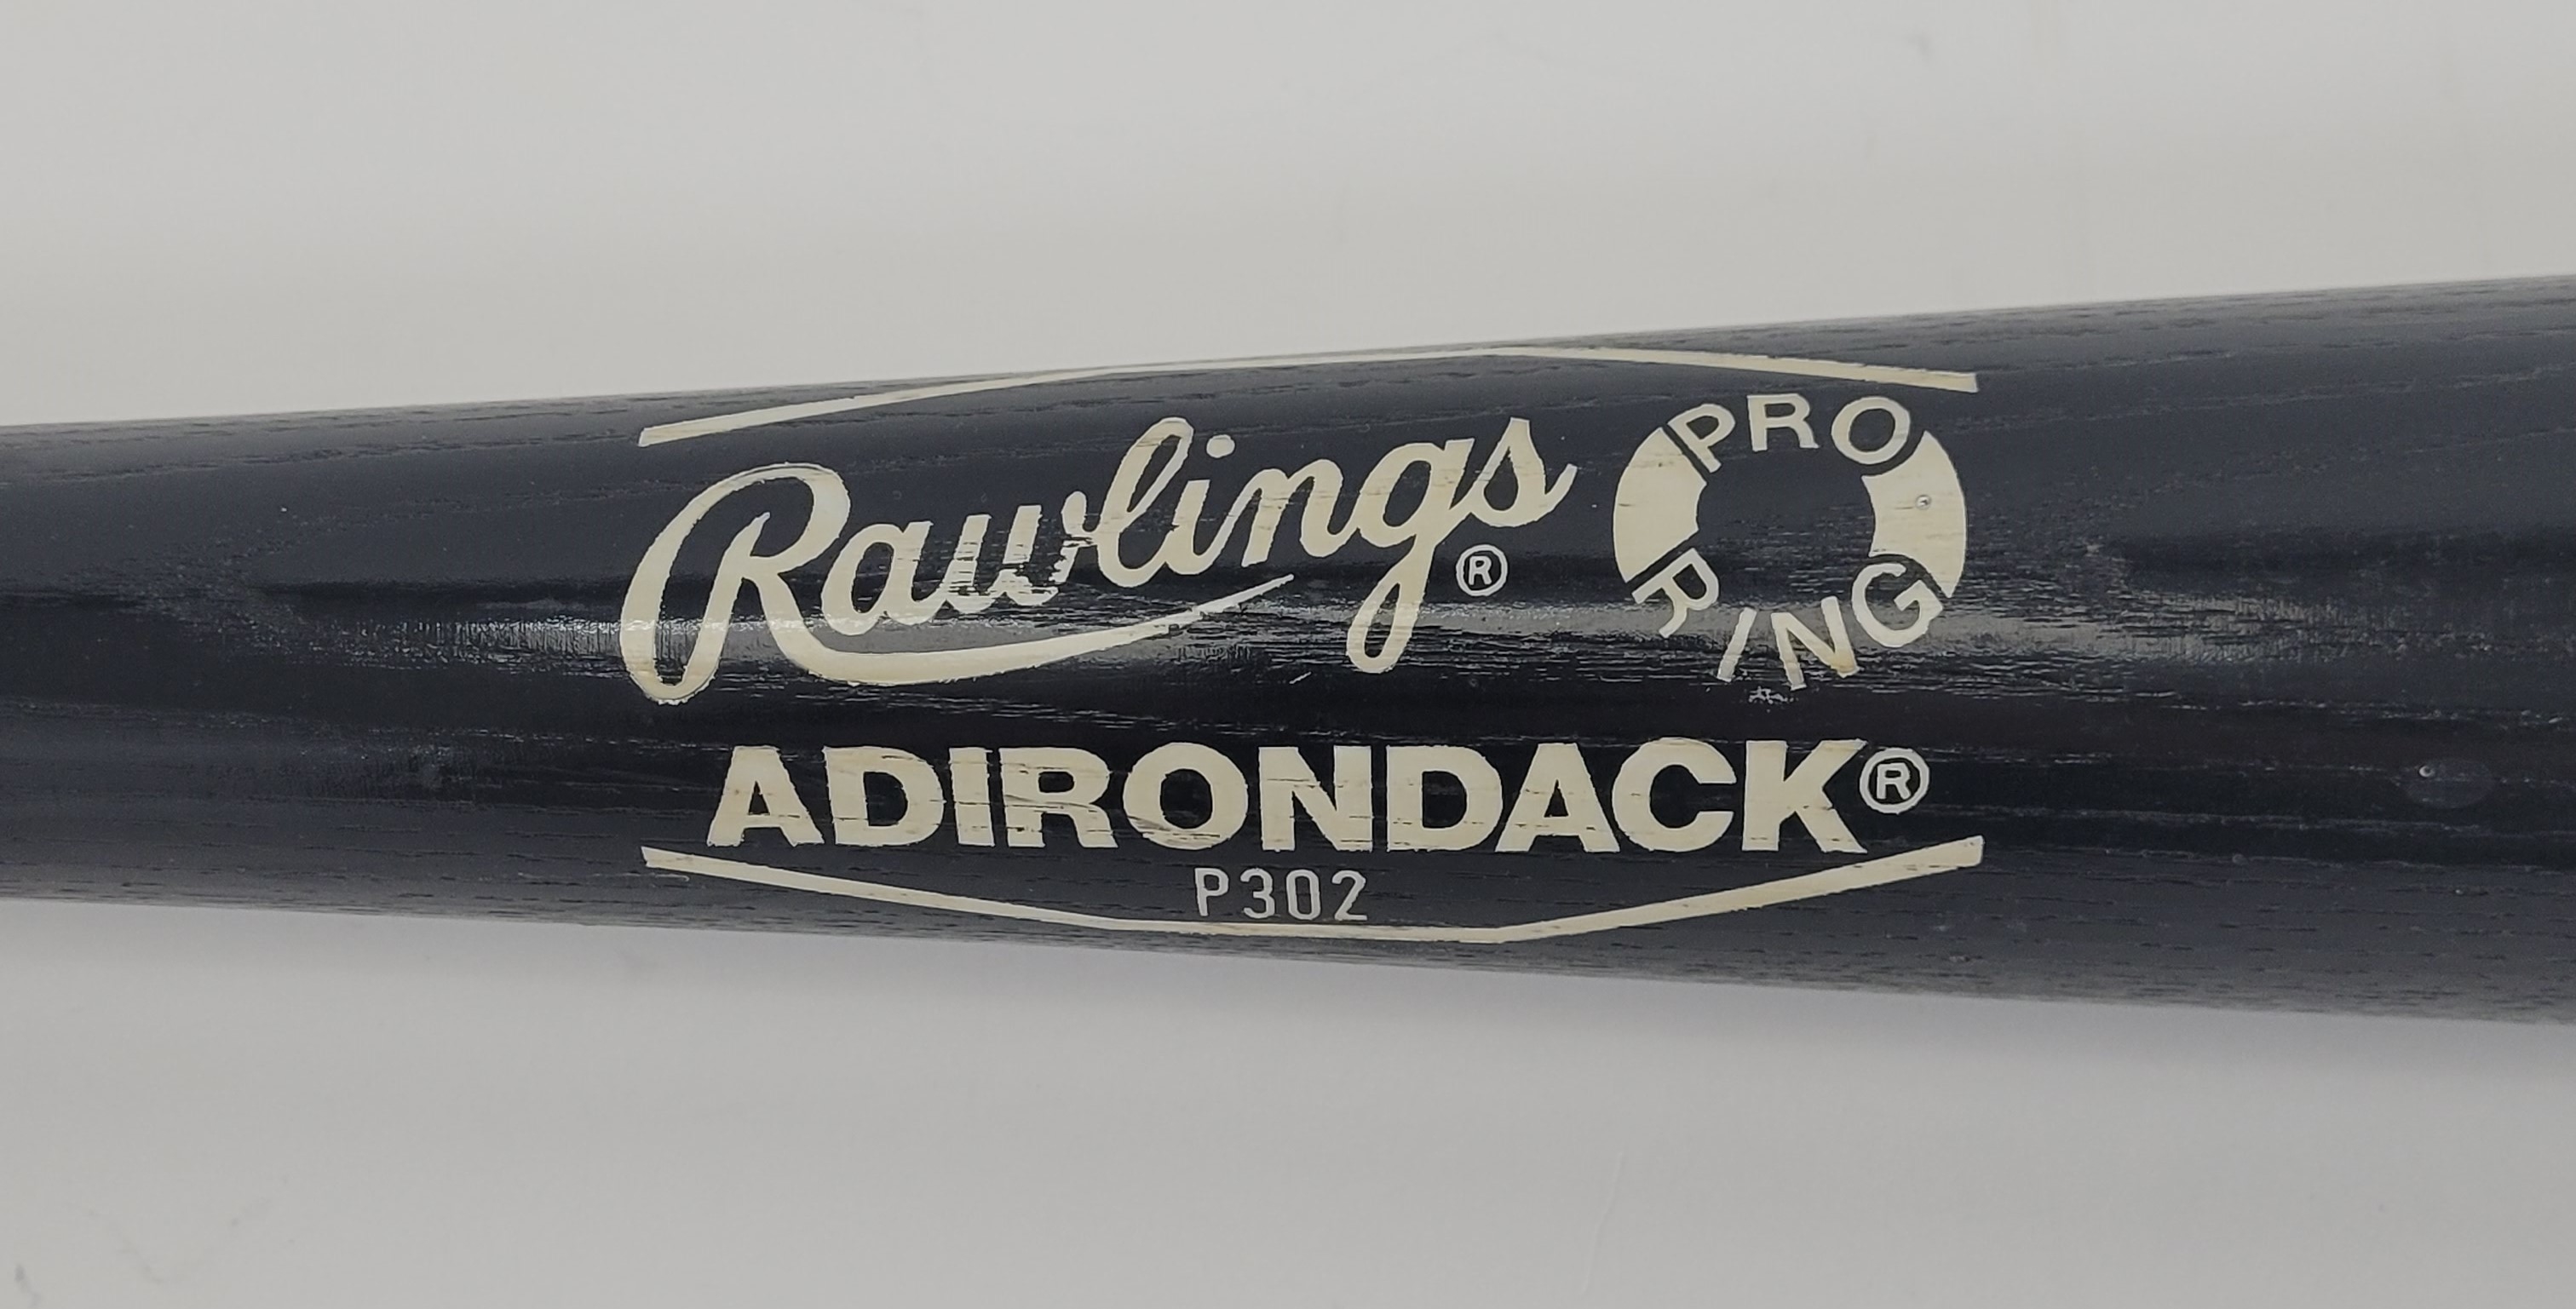 Rawlings®
PRO
RING
ADIRONDACK®
P302